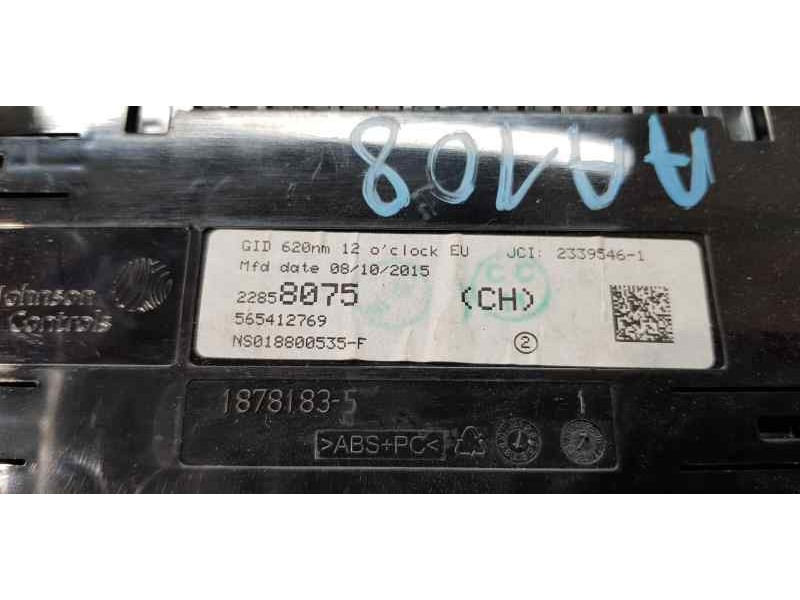 AA108
GID 620nm 12 o'clock EU JCI: 2339546-1
Mfd date 08/10/2015
22858075 (CH)
565412769
NS018800535-F 2
Johnson
Controls
1878183-5 1
>ABS+PC<